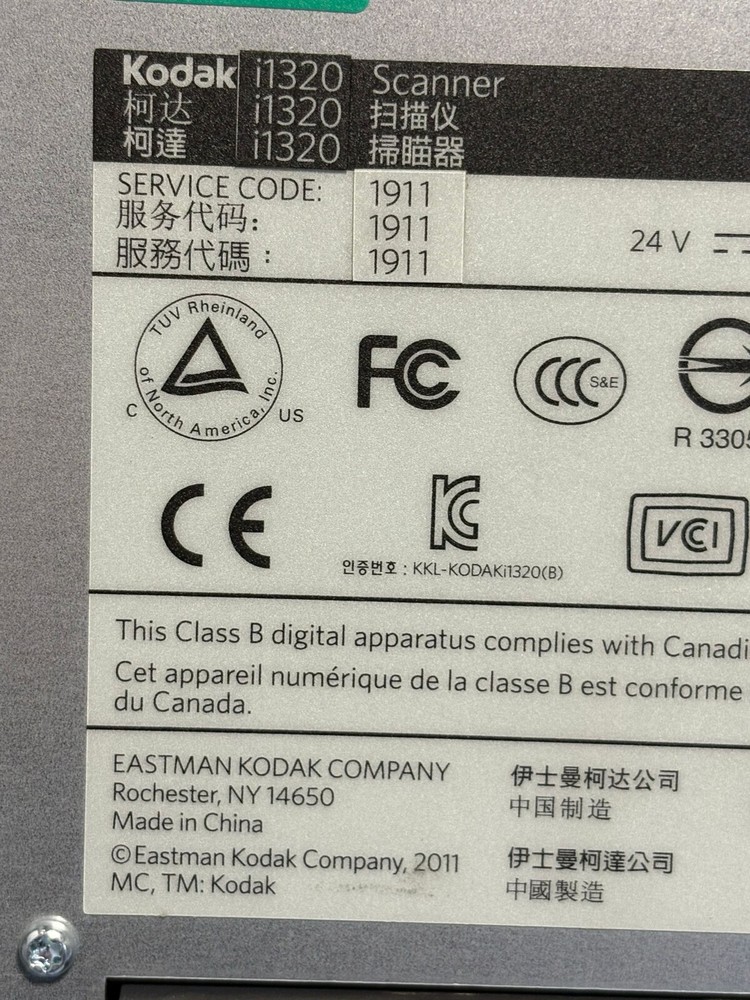 Kodak i1320 Scanner
柯达 i1320 扫描仪
柯達 i1320 掃瞄器
SERVICE CODE: 1911
服务代码: 1911
服務代碼: 1911
24 V
TUV Rheinland
of North America, Inc.
C US
FC
CCC S&E
R 3305
CE
KC
VCI
인증번호 : KKL-KODAKi1320(B)
This Class B digital apparatus complies with Canadi
Cet appareil numérique de la classe B est conforme
du Canada.
EASTMAN KODAK COMPANY
Rochester, NY 14650
Made in China
©Eastman Kodak Company, 2011
MC, TM: Kodak
伊士曼柯达公司
中国制造
伊士曼柯達公司
中國製造